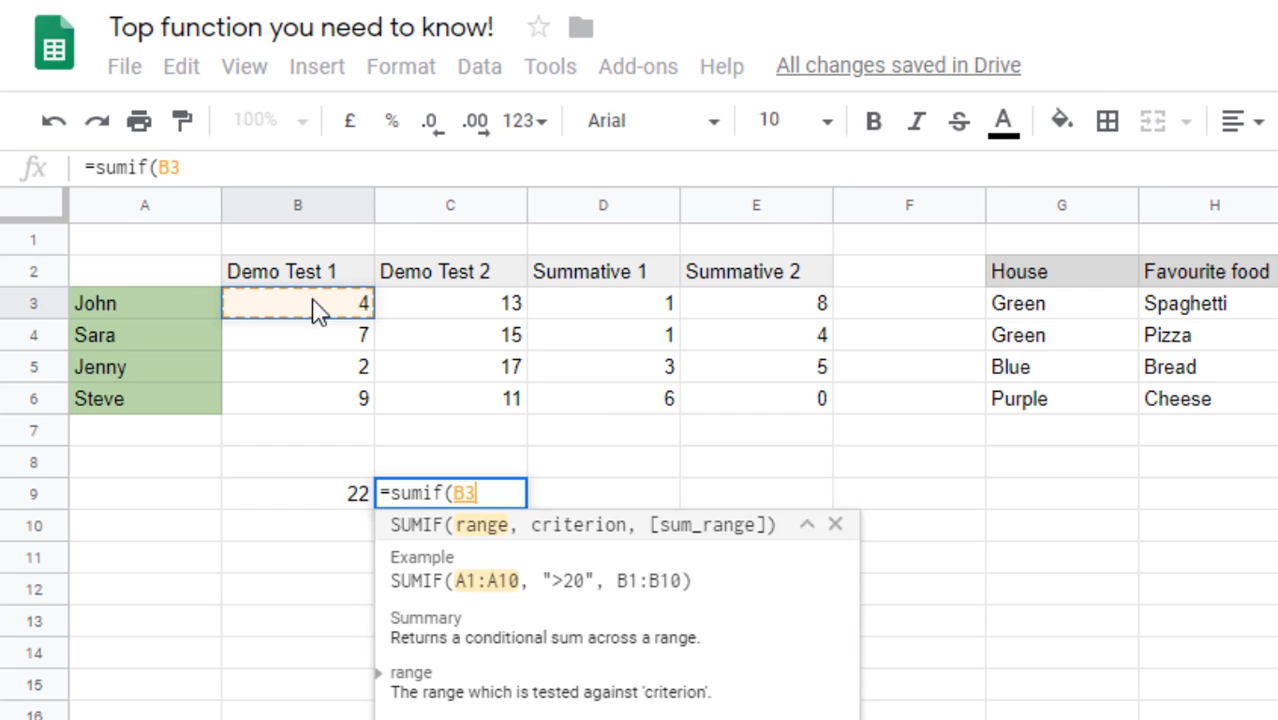 Top function you need to know!
File Edit View Insert Format Data Tools Add-ons Help All changes saved in Drive
100% £ % .0 .00 123 Arial 10 B I S A
fx =sumif(B3
A B C D E F G H
1
2 Demo Test 1 Demo Test 2 Summative 1 Summative 2 House Favourite food
3 John 4 13 1 8 Green Spaghetti
4 Sara 7 15 1 4 Green Pizza
5 Jenny 2 17 3 5 Blue Bread
6 Steve 9 11 6 0 Purple Cheese
7
8
9 22 =sumif(B3
10 SUMIF(range, criterion, [sum_range])
11 Example
12 SUMIF(A1:A10, ">20", B1:B10)
13 Summary
Returns a conditional sum across a range.
14
15 range
The range which is tested against 'criterion'.
16